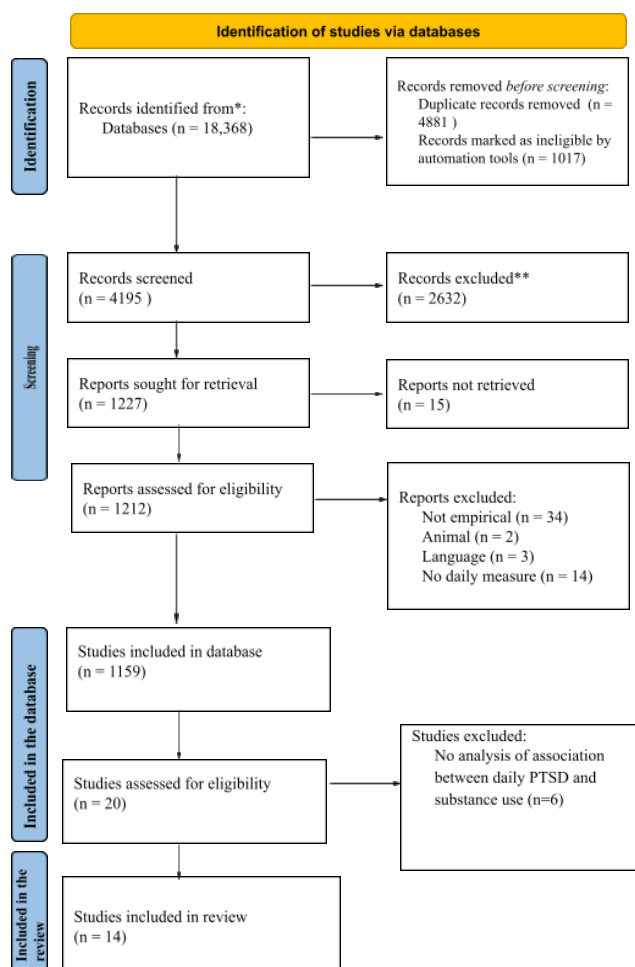 Identification of studies via databases
Identification
Records identified from*:
Databases (n = 18,368)
Records removed before screening:
Duplicate records removed (n =
4881 )
Records marked as ineligible by
automation tools (n = 1017)
Screening
Records screened
(n = 4195 )
Records excluded**
(n = 2632)
Reports sought for retrieval
(n = 1227)
Reports not retrieved
(n = 15)
Reports assessed for eligibility
(n = 1212)
Reports excluded:
Not empirical (n = 34)
Animal (n = 2)
Language (n = 3)
No daily measure (n = 14)
Included in the database
Studies included in database
(n = 1159)
Studies assessed for eligibility
(n = 20)
Studies excluded:
No analysis of association
between daily PTSD and
substance use (n=6)
Included in the
review
Studies included in review
(n = 14)